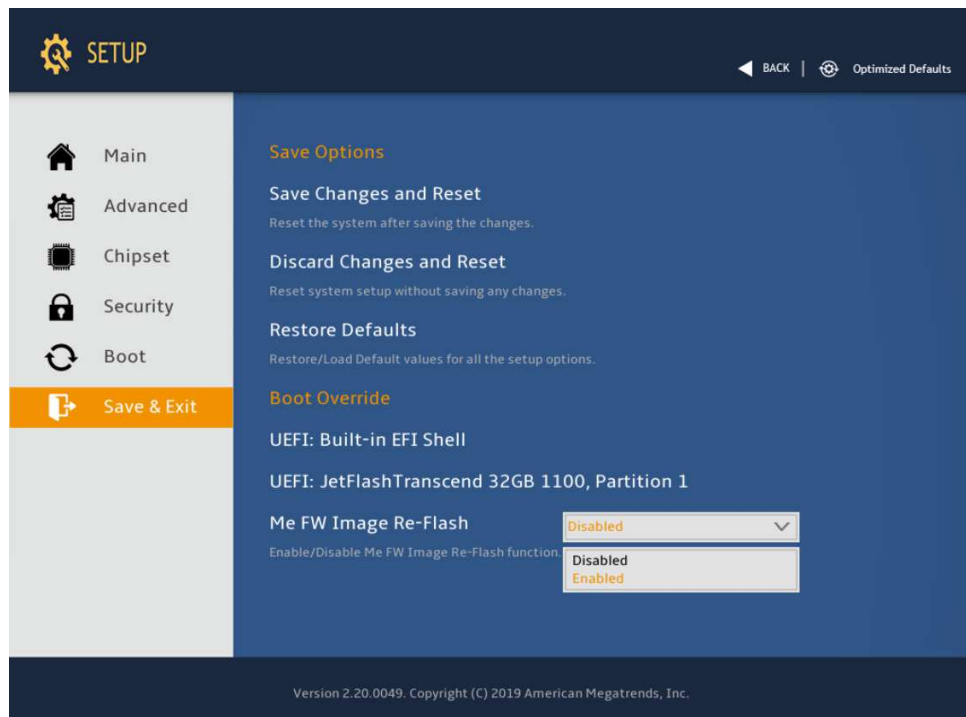 SETUP
BACK | Optimized Defaults
Main
Advanced
Chipset
Security
Boot
Save & Exit
Save Options
Save Changes and Reset
Reset the system after saving the changes.
Discard Changes and Reset
Reset system setup without saving any changes.
Restore Defaults
Restore/Load Default values for all the setup options.
Boot Override
UEFI: Built-in EFI Shell
UEFI: JetFlashTranscend 32GB 1100, Partition 1
Me FW Image Re-Flash
Disabled
Enable/Disable Me FW Image Re-Flash function.
Disabled
Enabled
Version 2.20.0049. Copyright (C) 2019 American Megatrends, Inc.